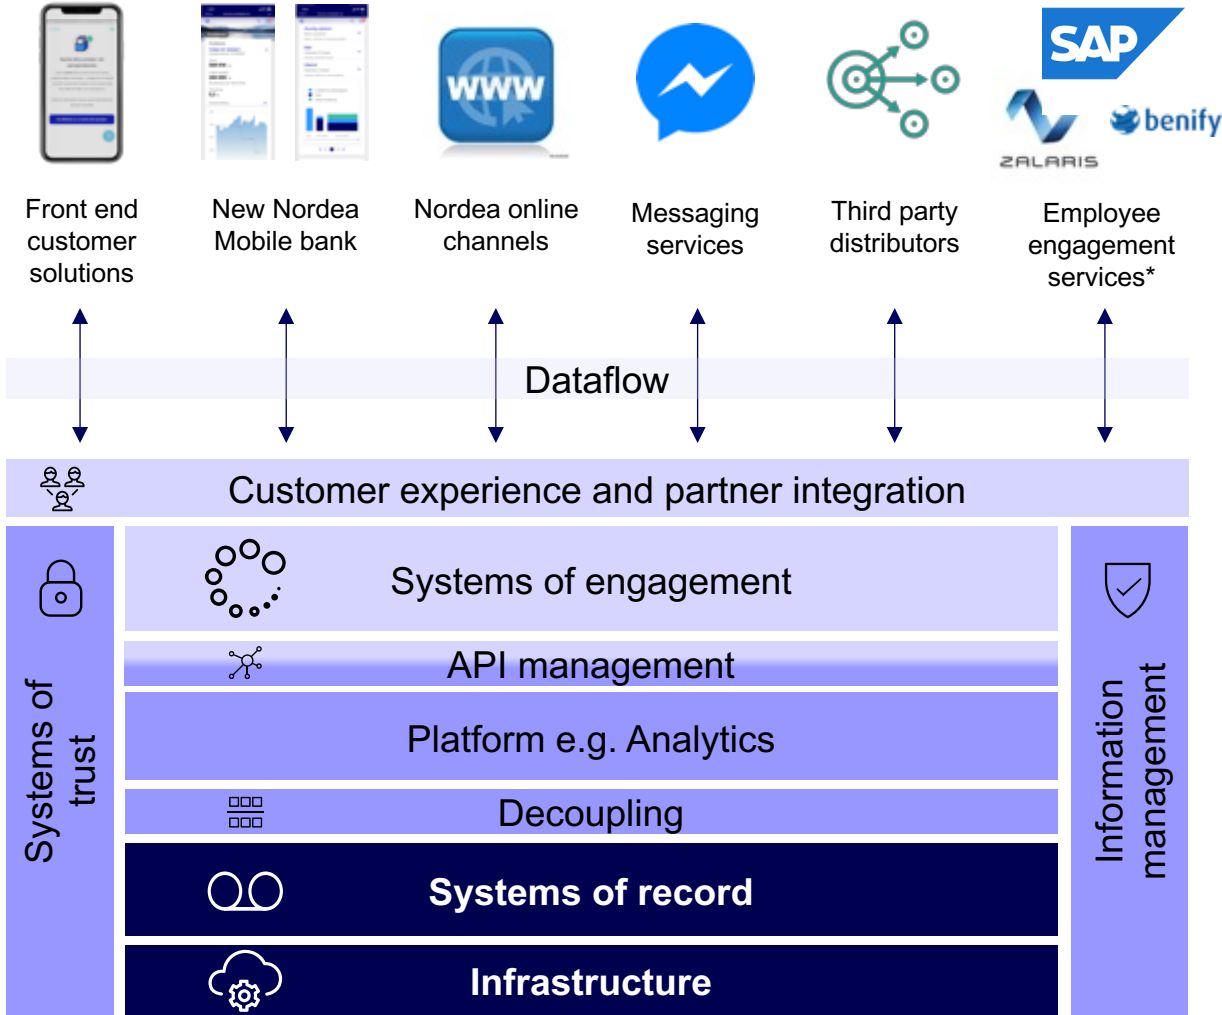 www
SAP
ZALARIS
benify
Front end
customer
solutions
New Nordea
Mobile bank
Nordea online
channels
Messaging
services
Third party
distributors
Employee
engagement
services*
Dataflow
Customer experience and partner integration
Systems of
trust
Systems of engagement
API management
Platform e.g. Analytics
Decoupling
Systems of record
Infrastructure
Information
management